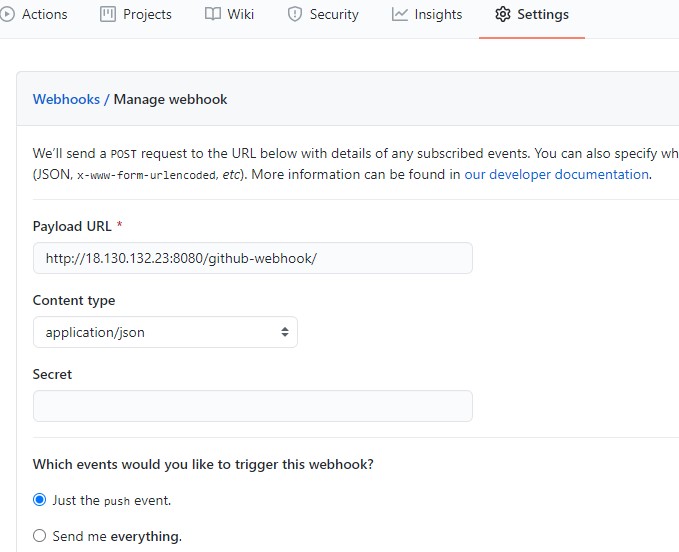 Actions Projects Wiki Security Insights Settings
Webhooks / Manage webhook
We'll send a POST request to the URL below with details of any subscribed events. You can also specify wh
(JSON, x-www-form-urlencoded, etc). More information can be found in our developer documentation.
Payload URL *
http://18.130.132.23:8080/github-webhook/
Content type
application/json
Secret
Which events would you like to trigger this webhook?
Just the push event.
Send me everything.